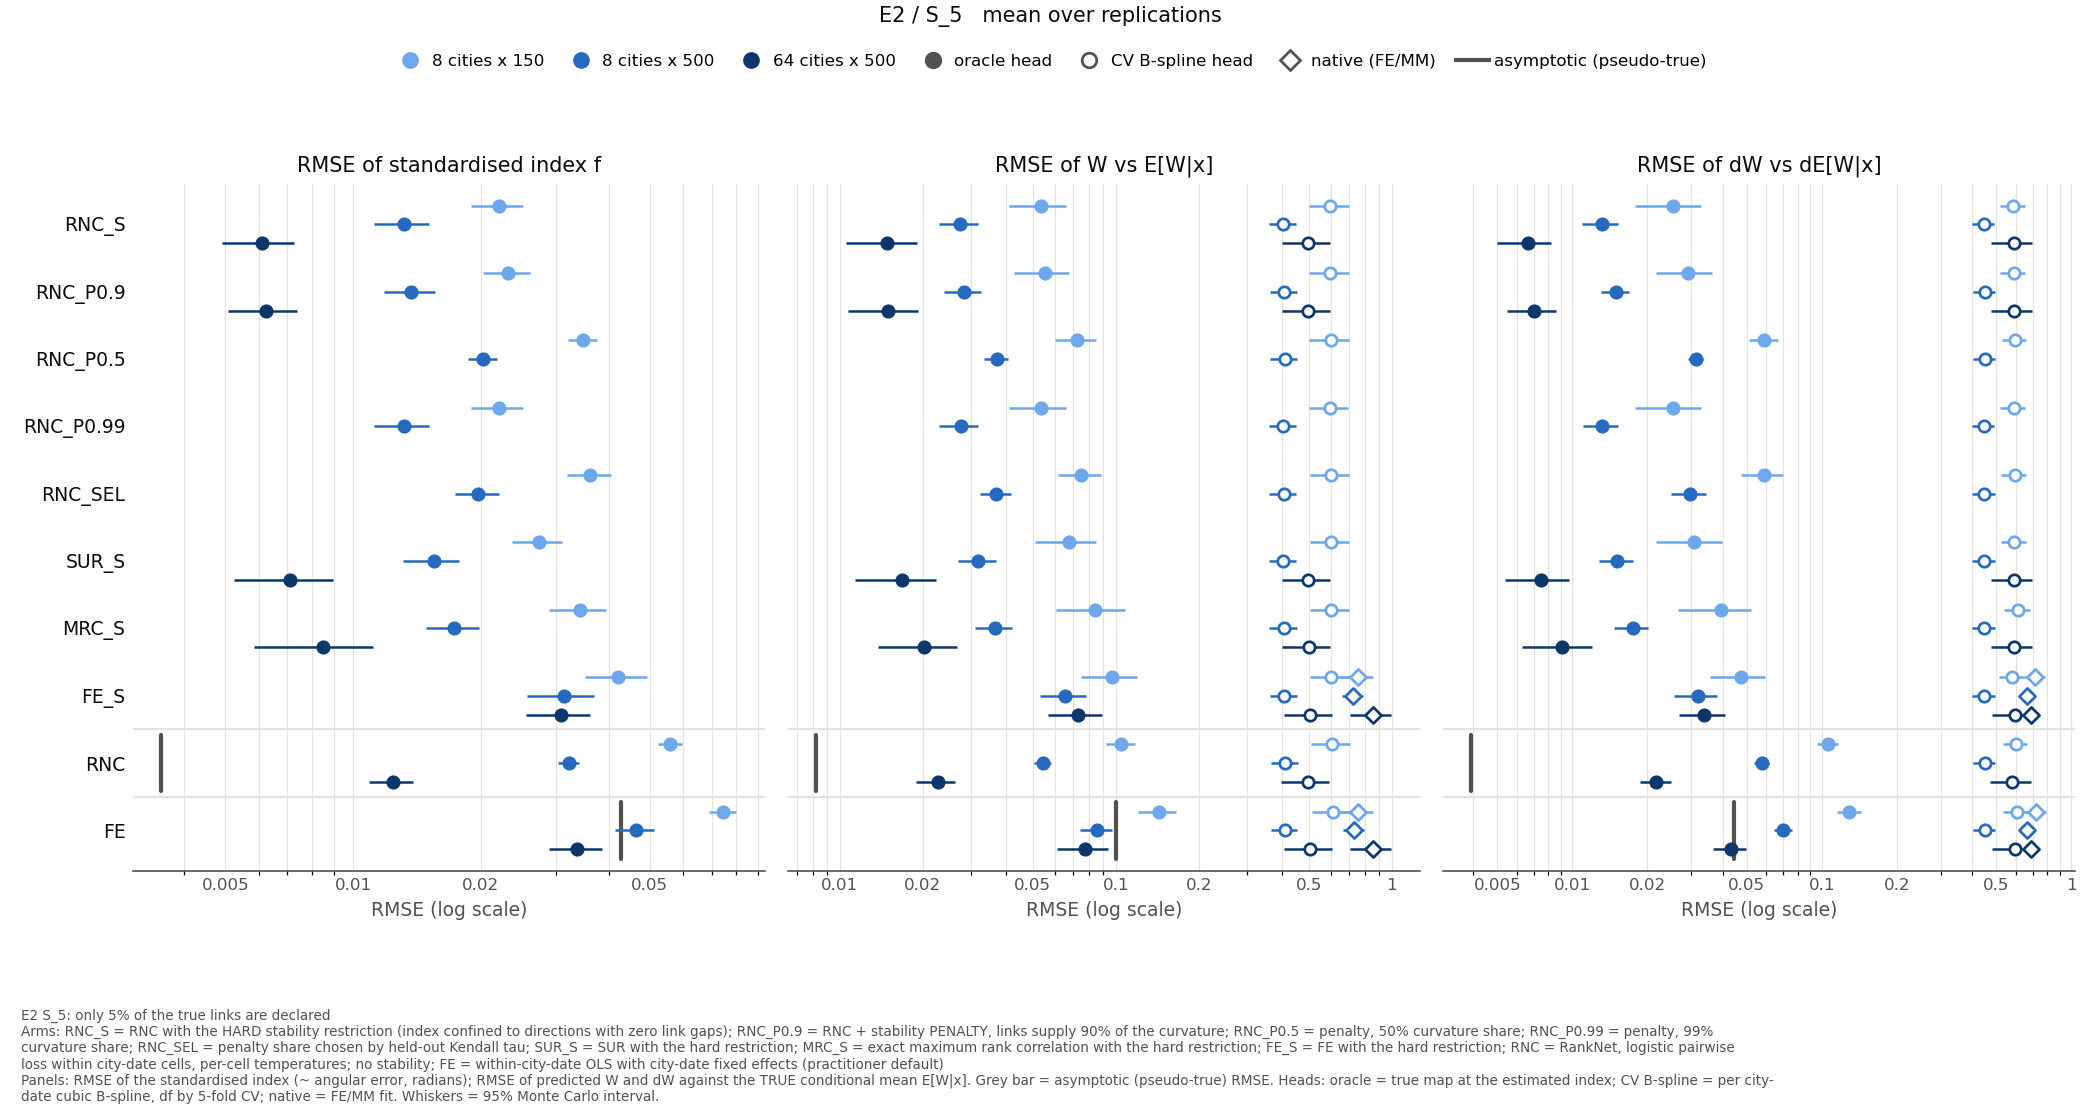 E2 / S_5   mean over replications
8 cities x 150   8 cities x 500   64 cities x 500   oracle head   CV B-spline head   native (FE/MM)   asymptotic (pseudo-true)
RMSE of standardised index f   RMSE of W vs E[W|x]   RMSE of dW vs dE[W|x]
RNC_S
RNC_P0.9
RNC_P0.5
RNC_P0.99
RNC_SEL
SUR_S
MRC_S
FE_S
RNC
FE
0.005   0.01   0.02   0.05   0.01   0.02   0.05   0.1   0.2   0.5   1   0.005   0.01   0.02   0.05   0.1   0.2   0.5   1
RMSE (log scale)   RMSE (log scale)   RMSE (log scale)
E2 S_5: only 5% of the true links are declared
Arms: RNC_S = RNC with the HARD stability restriction (index confined to directions with zero link gaps); RNC_P0.9 = RNC + stability PENALTY, links supply 90% of the curvature; RNC_P0.5 = penalty, 50% curvature share; RNC_P0.99 = penalty, 99%
curvature share; RNC_SEL = penalty share chosen by held-out Kendall tau; SUR_S = SUR with the hard restriction; MRC_S = exact maximum rank correlation with the hard restriction; FE_S = FE with the hard restriction; RNC = RankNet, logistic pairwise
loss within city-date cells, per-cell temperatures; no stability; FE = within-city-date OLS with city-date fixed effects (practitioner default)
Panels: RMSE of the standardised index (~ angular error, radians); RMSE of predicted W and dW against the TRUE conditional mean E[W|x]. Grey bar = asymptotic (pseudo-true) RMSE. Heads: oracle = true map at the estimated index; CV B-spline = per city-
date cubic B-spline, df by 5-fold CV; native = FE/MM fit. Whiskers = 95% Monte Carlo interval.